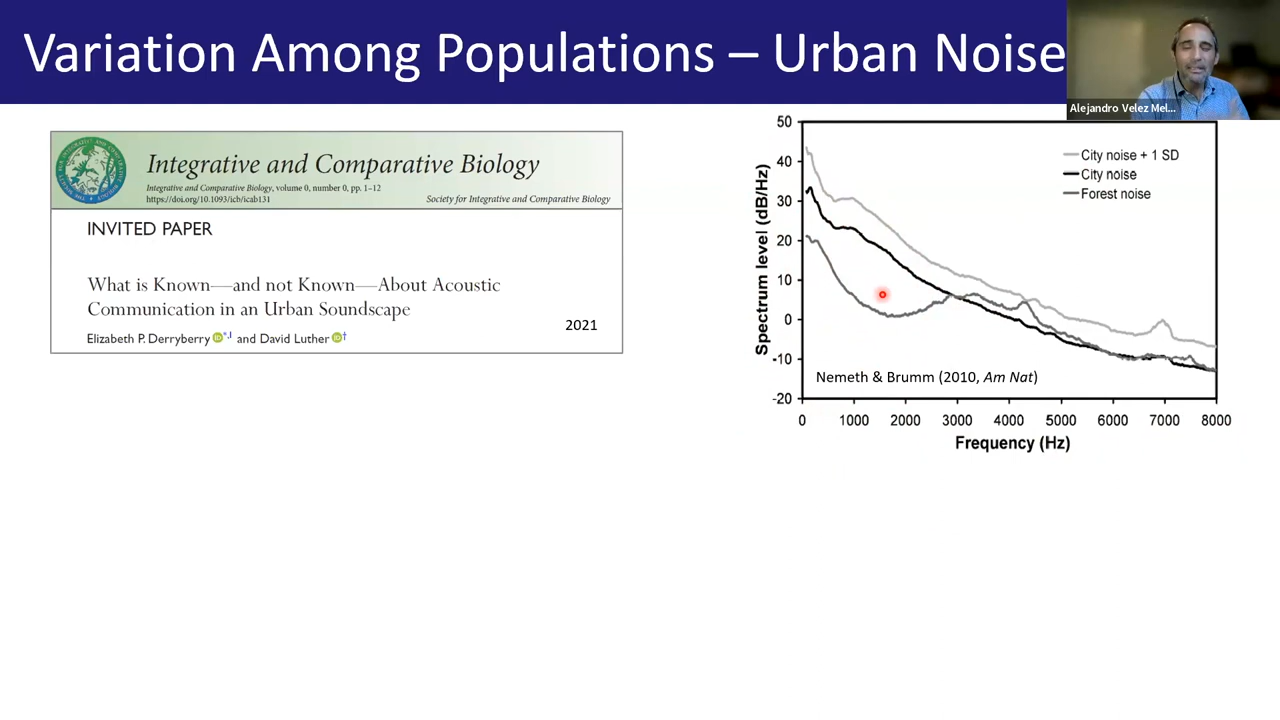 Variation Among Populations – Urban Noise
Alejandro Velez Mel...
Integrative and Comparative Biology
Integrative and Comparative Biology, volume 0, number 0, pp. 1–12
https://doi.org/10.1093/icb/icab131
Society for Integrative and Comparative Biology
INVITED PAPER
What is Known—and not Known—About Acoustic
Communication in an Urban Soundscape
2021
Elizabeth P. Derryberry iD *,1 and David Luther iD †
50
40
30
20
10
0
-10
-20
Spectrum level (dB/Hz)
City noise + 1 SD
City noise
Forest noise
Nemeth & Brumm (2010, Am Nat)
0 1000 2000 3000 4000 5000 6000 7000 8000
Frequency (Hz)